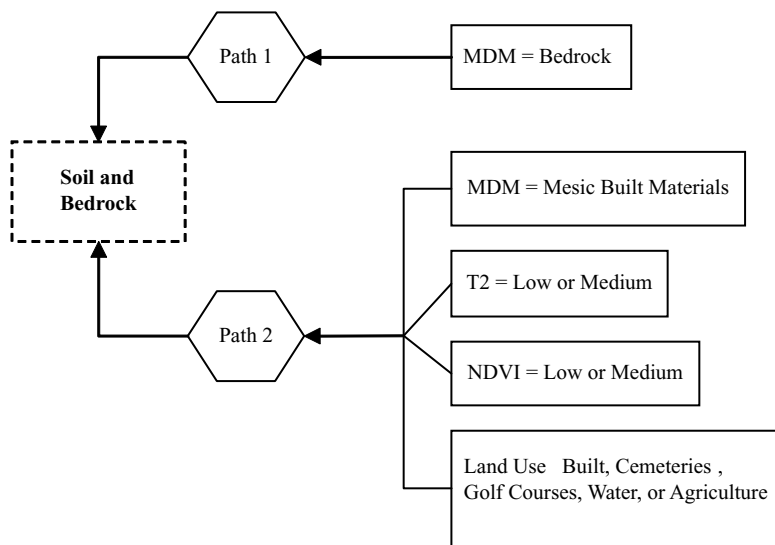 Path 1
MDM = Bedrock
Soil and
Bedrock
MDM = Mesic Built Materials
T2 = Low or Medium
Path 2
NDVI = Low or Medium
Land Use Built, Cemeteries ,
Golf Courses, Water, or Agriculture